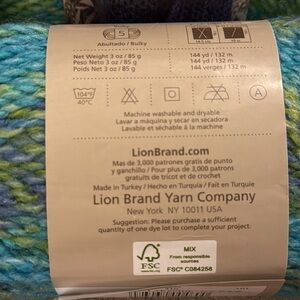 5
Abultado / Bulky
Net Weight 3 oz / 85 g
Peso Neto 3 oz / 85 g
Poids Net 3 oz / 85 g
144 yd / 132 m
144 yd / 132 m
144 verges / 132 m
104°F
40°C
A
Machine washable and dryable
Lavar a máquina y secar en secadora
Lavable et séchable à la machine
LionBrand.com
Mas de 3,000 patrones gratis de punto
y ganchillo / Pour plus de 3,000 patrons
gratuits de tricot et de crochet
Made in Turkey / Hecho en Turquía / Fait en Turquie
Lion Brand Yarn Company
New York NY 10011 USA
Suggestion: Please purchase a sufficient
quantity of one dye lot to complete your project.
FSC
www.fsc.org
MIX
From responsible
sources
FSC® C084258